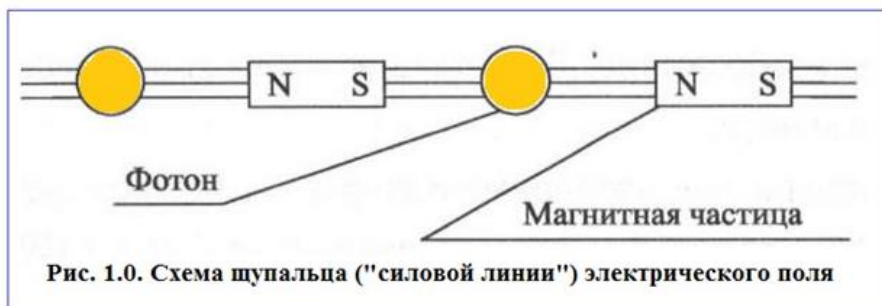 N S
N S
Фотон
Магнитная частица
Рис. 1.0. Схема щупальца ("силовой линии") электрического поля